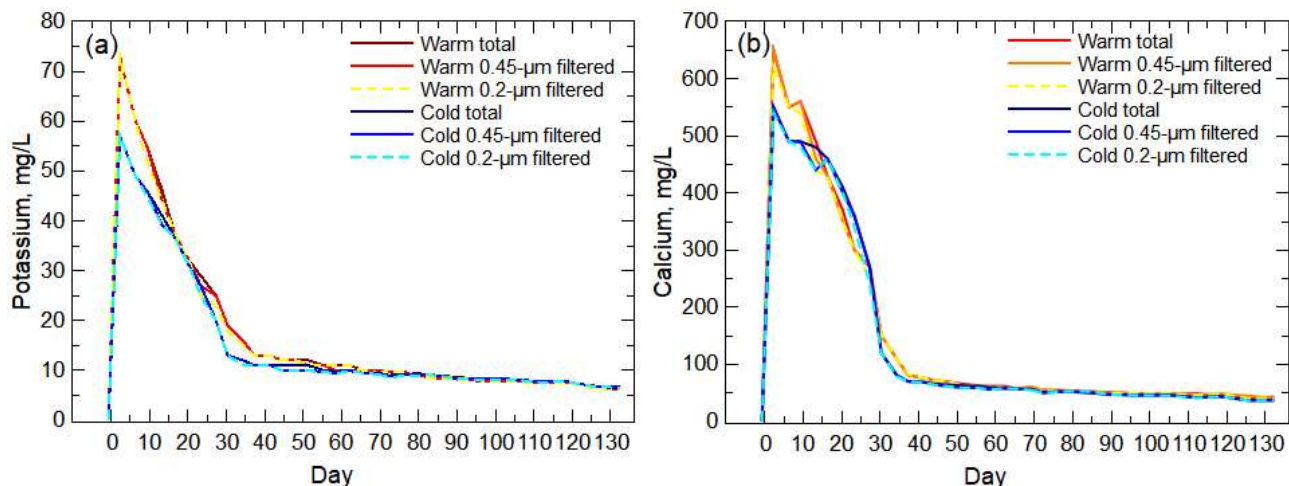 (a)
80
70
60
50
40
30
20
10
0
Potassium, mg/L
Warm total
Warm 0.45-µm filtered
Warm 0.2-µm filtered
Cold total
Cold 0.45-µm filtered
Cold 0.2-µm filtered
0 10 20 30 40 50 60 70 80 90 100 110 120 130
Day
(b)
700
600
500
400
300
200
100
0
Calcium, mg/L
Warm total
Warm 0.45-µm filtered
Warm 0.2-µm filtered
Cold total
Cold 0.45-µm filtered
Cold 0.2-µm filtered
0 10 20 30 40 50 60 70 80 90 100 110 120 130
Day